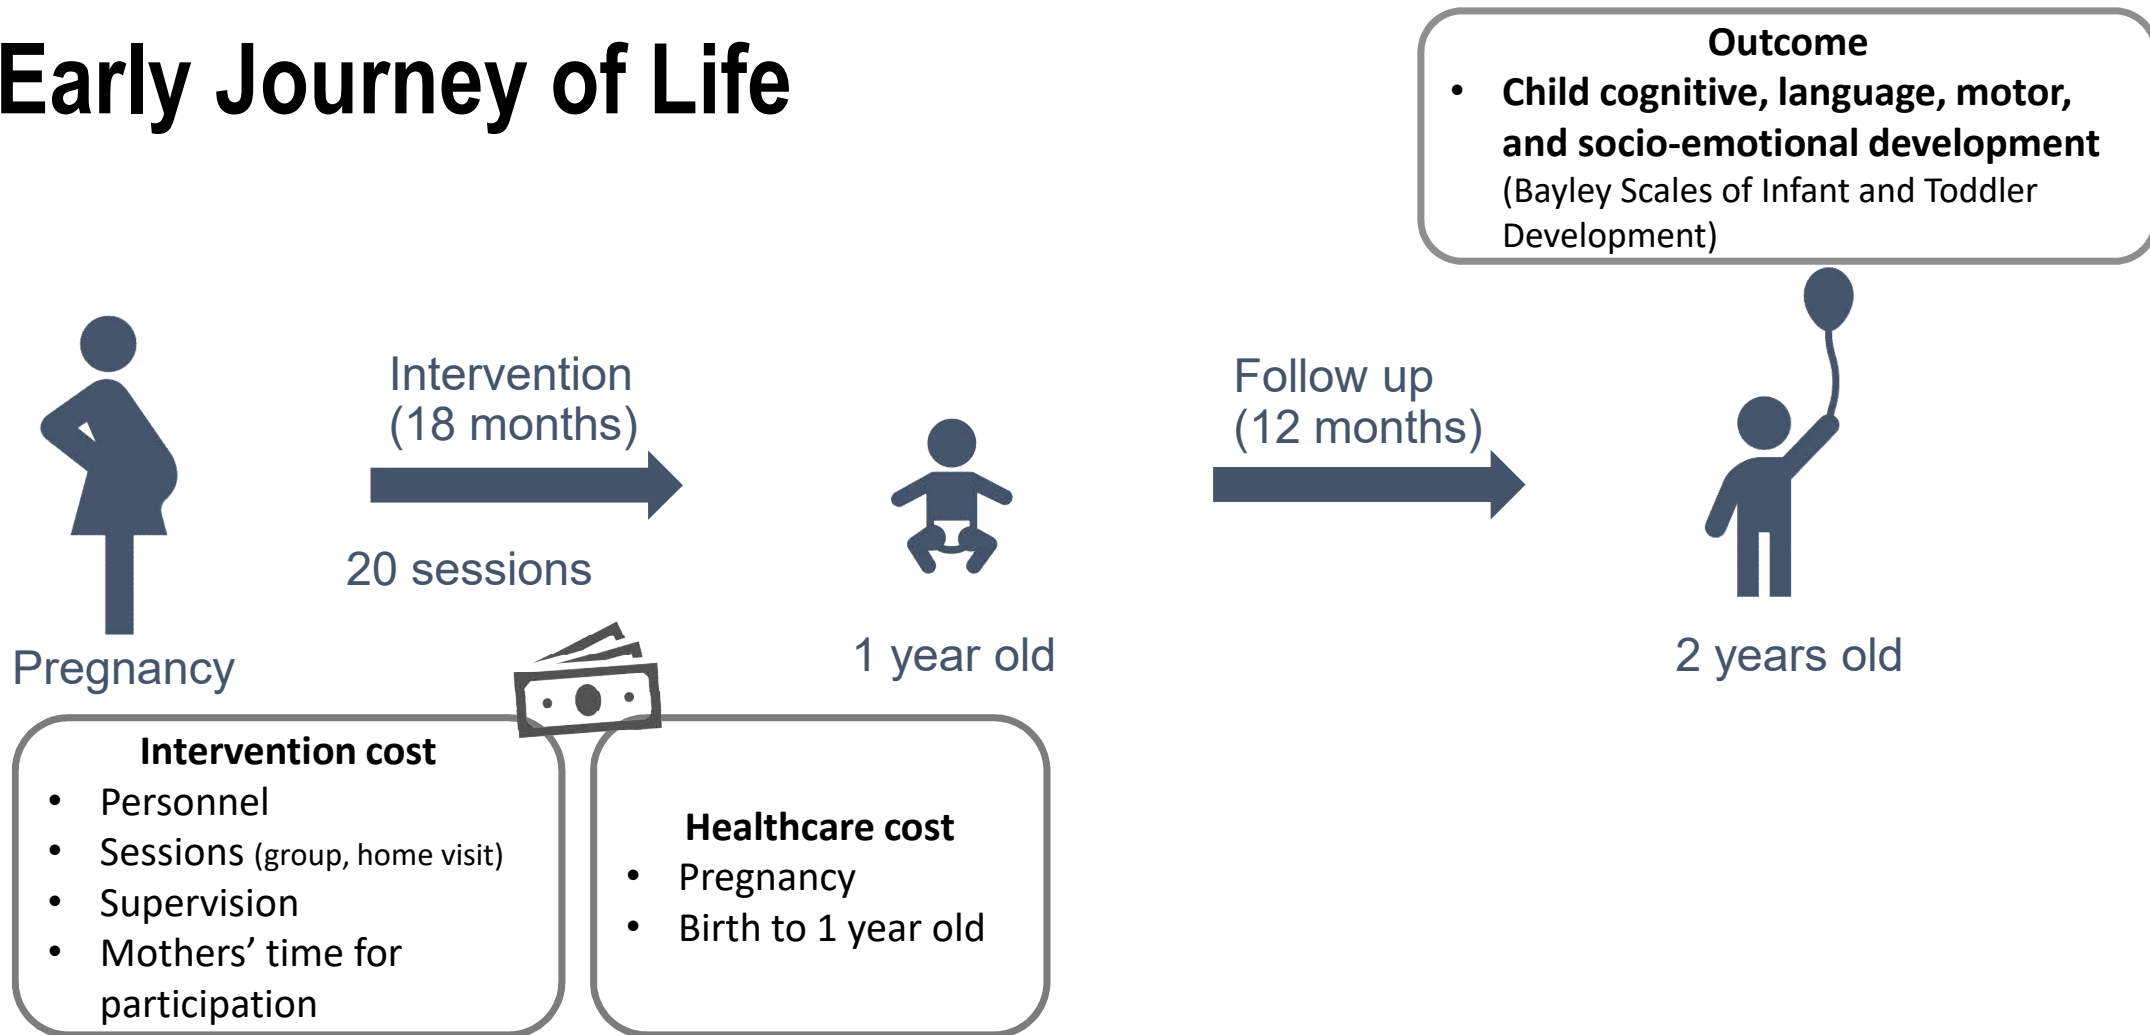 Early Journey of Life
Outcome
• Child cognitive, language, motor,
and socio-emotional development
(Bayley Scales of Infant and Toddler
Development)
Intervention
(18 months)
20 sessions
Follow up
(12 months)
Pregnancy
1 year old
2 years old
Intervention cost
• Personnel
• Sessions (group, home visit)
• Supervision
• Mothers’ time for
participation
Healthcare cost
• Pregnancy
• Birth to 1 year old